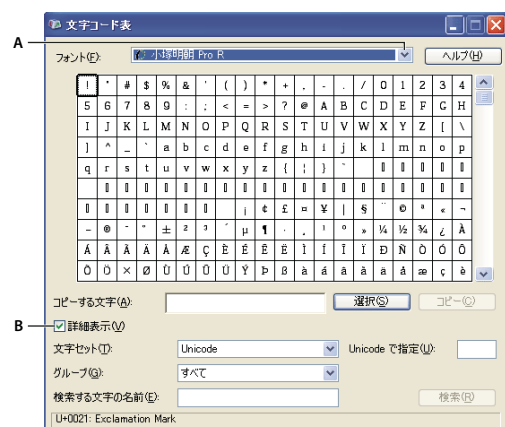 文字コード表
A
フォント(F): 小塚明朝 Pro R ヘルプ(H)
! " # $ % & ' ( ) * + , - . / 0 1 2 3 4
5 6 7 8 9 : ; < = > ? @ A B C D E F G H
I J K L M N O P Q R S T U V W X Y Z [ \
] ^ _ ` a b c d e f g h i j k l m n o p
q r s t u v w x y z { ¦ } ~
¡ ¢ £ ¤ ¥ | § ¨ © ª « ¬
- ® ¯ ° ± ² ³ ´ µ ¶ · ¸ ¹ º » ¼ ½ ¾ ¿ À
Á Â Ã Ä Å Æ Ç È É Ê Ë Ì Í Î Ï Ð Ñ Ò Ó Ô
Õ Ö × Ø Ù Ú Û Ü Ý Þ ß à á â ã ä å æ ç è
コピーする文字(A): 選択(S) コピー(C)
B 詳細表示(V)
文字セット(T): Unicode Unicode で指定(U):
グループ(G): すべて
検索する文字の名前(E): 検索(R)
U+0021: Exclamation Mark